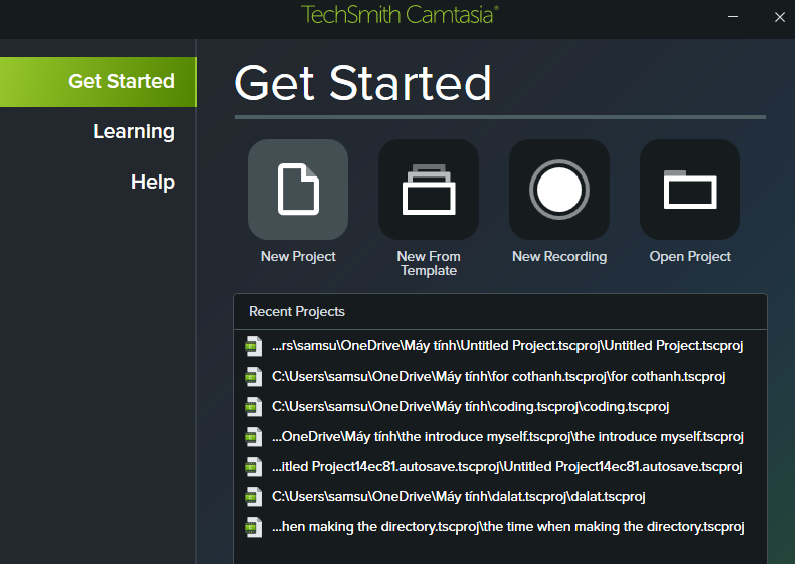 TechSmith Camtasia®
Get Started
Learning
Help
Get Started
New Project
New From
Template
New Recording
Open Project
Recent Projects
...rs\samsu\OneDrive\Máy tính\Untitled Project.tscproj\Untitled Project.tscproj
C:\Users\samsu\OneDrive\Máy tính\for cothanh.tscproj\for cothanh.tscproj
C:\Users\samsu\OneDrive\Máy tính\coding.tscproj\coding.tscproj
...OneDrive\Máy tính\the introduce myself.tscproj\the introduce myself.tscproj
...itled Project14ec81.autosave.tscproj\Untitled Project14ec81.autosave.tscproj
C:\Users\samsu\OneDrive\Máy tính\dalat.tscproj\dalat.tscproj
...hen making the directory.tscproj\the time when making the directory.tscproj